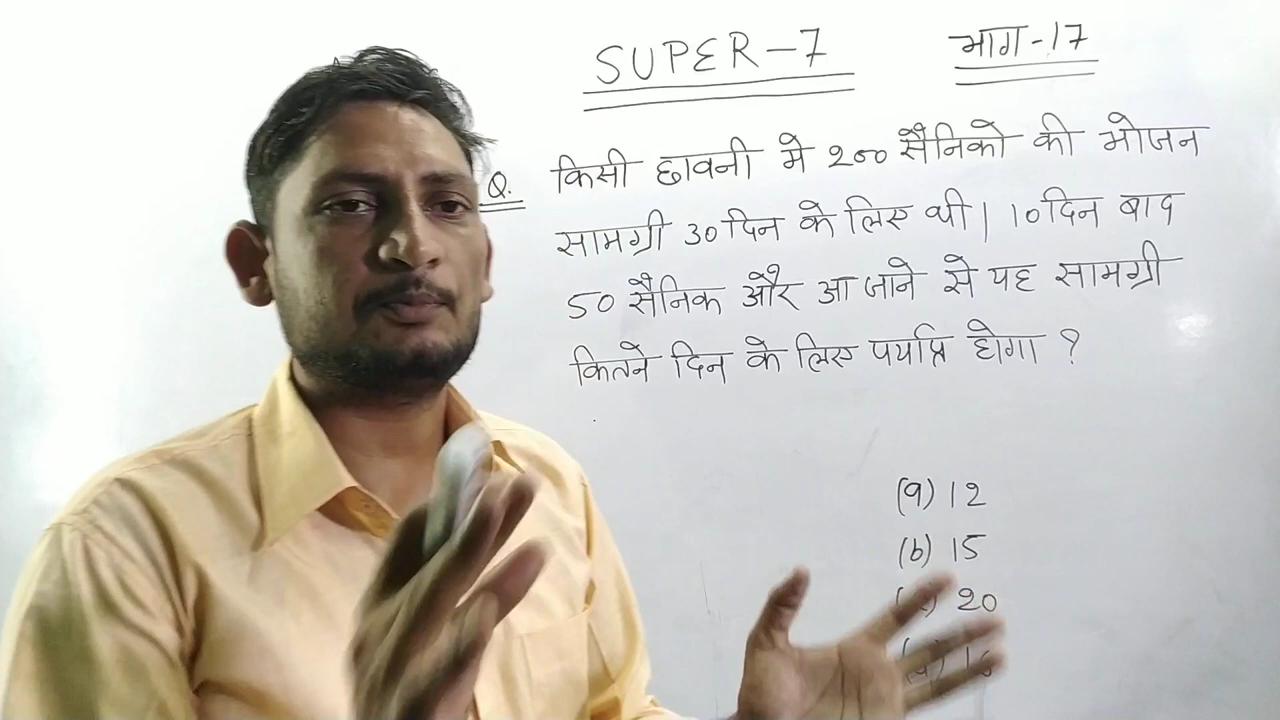 SUPER-7
भाग-17
Q. किसी छावनी मे 200 सैनिको की भोजन
सामग्री 30 दिन के लिए थी| 10 दिन बाद
50 सैनिक और आ जाने से यह सामग्री
कितने दिन के लिए पर्याप्त होगा ?
(a) 12
(b) 15
20